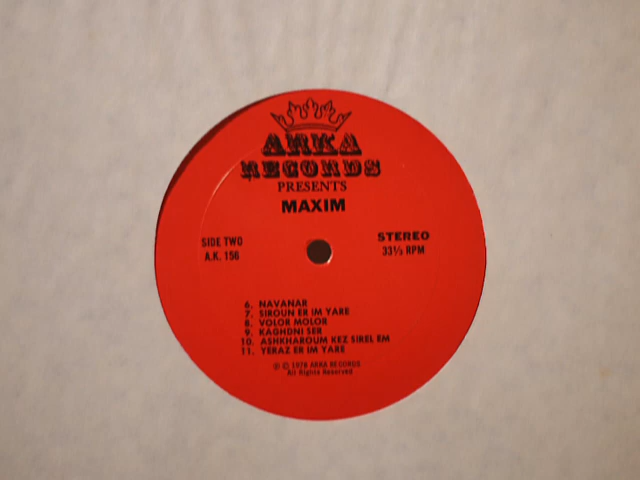 ARKA
RECORDS
PRESENTS
MAXIM
SIDE TWO
A.K. 156
STEREO
33⅓ RPM
6. NAVANAR
7. SIROUN ER IM YARE
8. VOLOR MOLOR
9. KAGHDNI SER
10. ASHKHAROUM KEZ SIREL EM
11. YERAZ ER IM YARE
℗ © 1978 ARKA RECORDS
All Rights Reserved